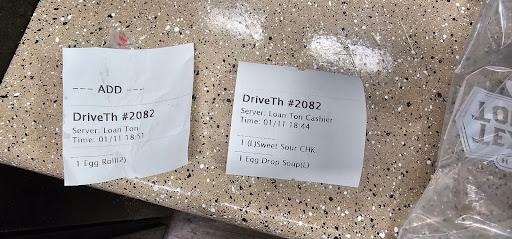 ---- ADD ----
DriveTh #2082
Server: Loan Ton
Time: 01/11 18:51
1 Egg Roll(2)
DriveTh #2082
Server: Loan Ton Cashier
Time: 01/11 18:44
1 (L)Sweet Sour CHK
1 Egg Drop Soup(L)